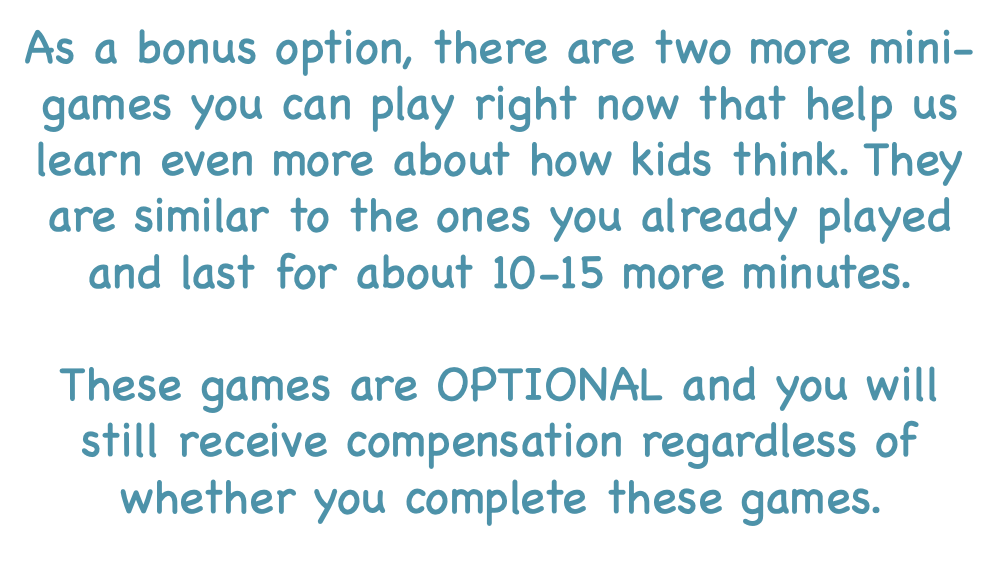 As a bonus option, there are two more mini-
games you can play right now that help us
learn even more about how kids think. They
are similar to the ones you already played
and last for about 10-15 more minutes.
These games are OPTIONAL and you will
still receive compensation regardless of
whether you complete these games.